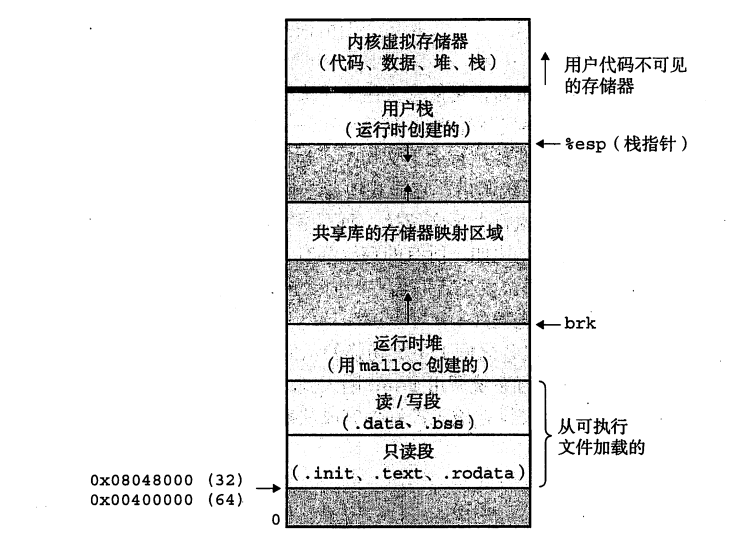 内核虚拟存储器
（代码、数据、堆、栈）
用户代码不可见
的存储器
用户栈
（运行时创建的）
%esp（栈指针）
共享库的存储器映射区域
brk
运行时堆
（用 malloc 创建的）
读/写段
（.data、.bss）
从可执行
文件加载的
只读段
（.init、.text、.rodata）
0x08048000 (32)
0x00400000 (64)
0